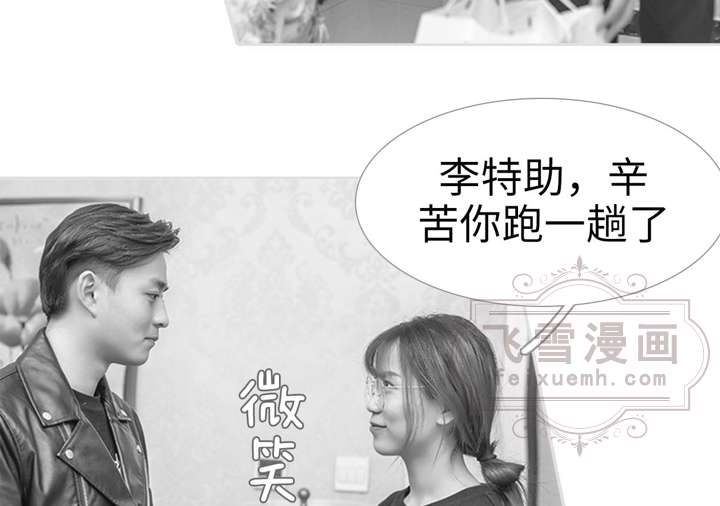 李特助，辛
苦你跑一趟了
飞雪漫画
feixuemh.com
微
笑